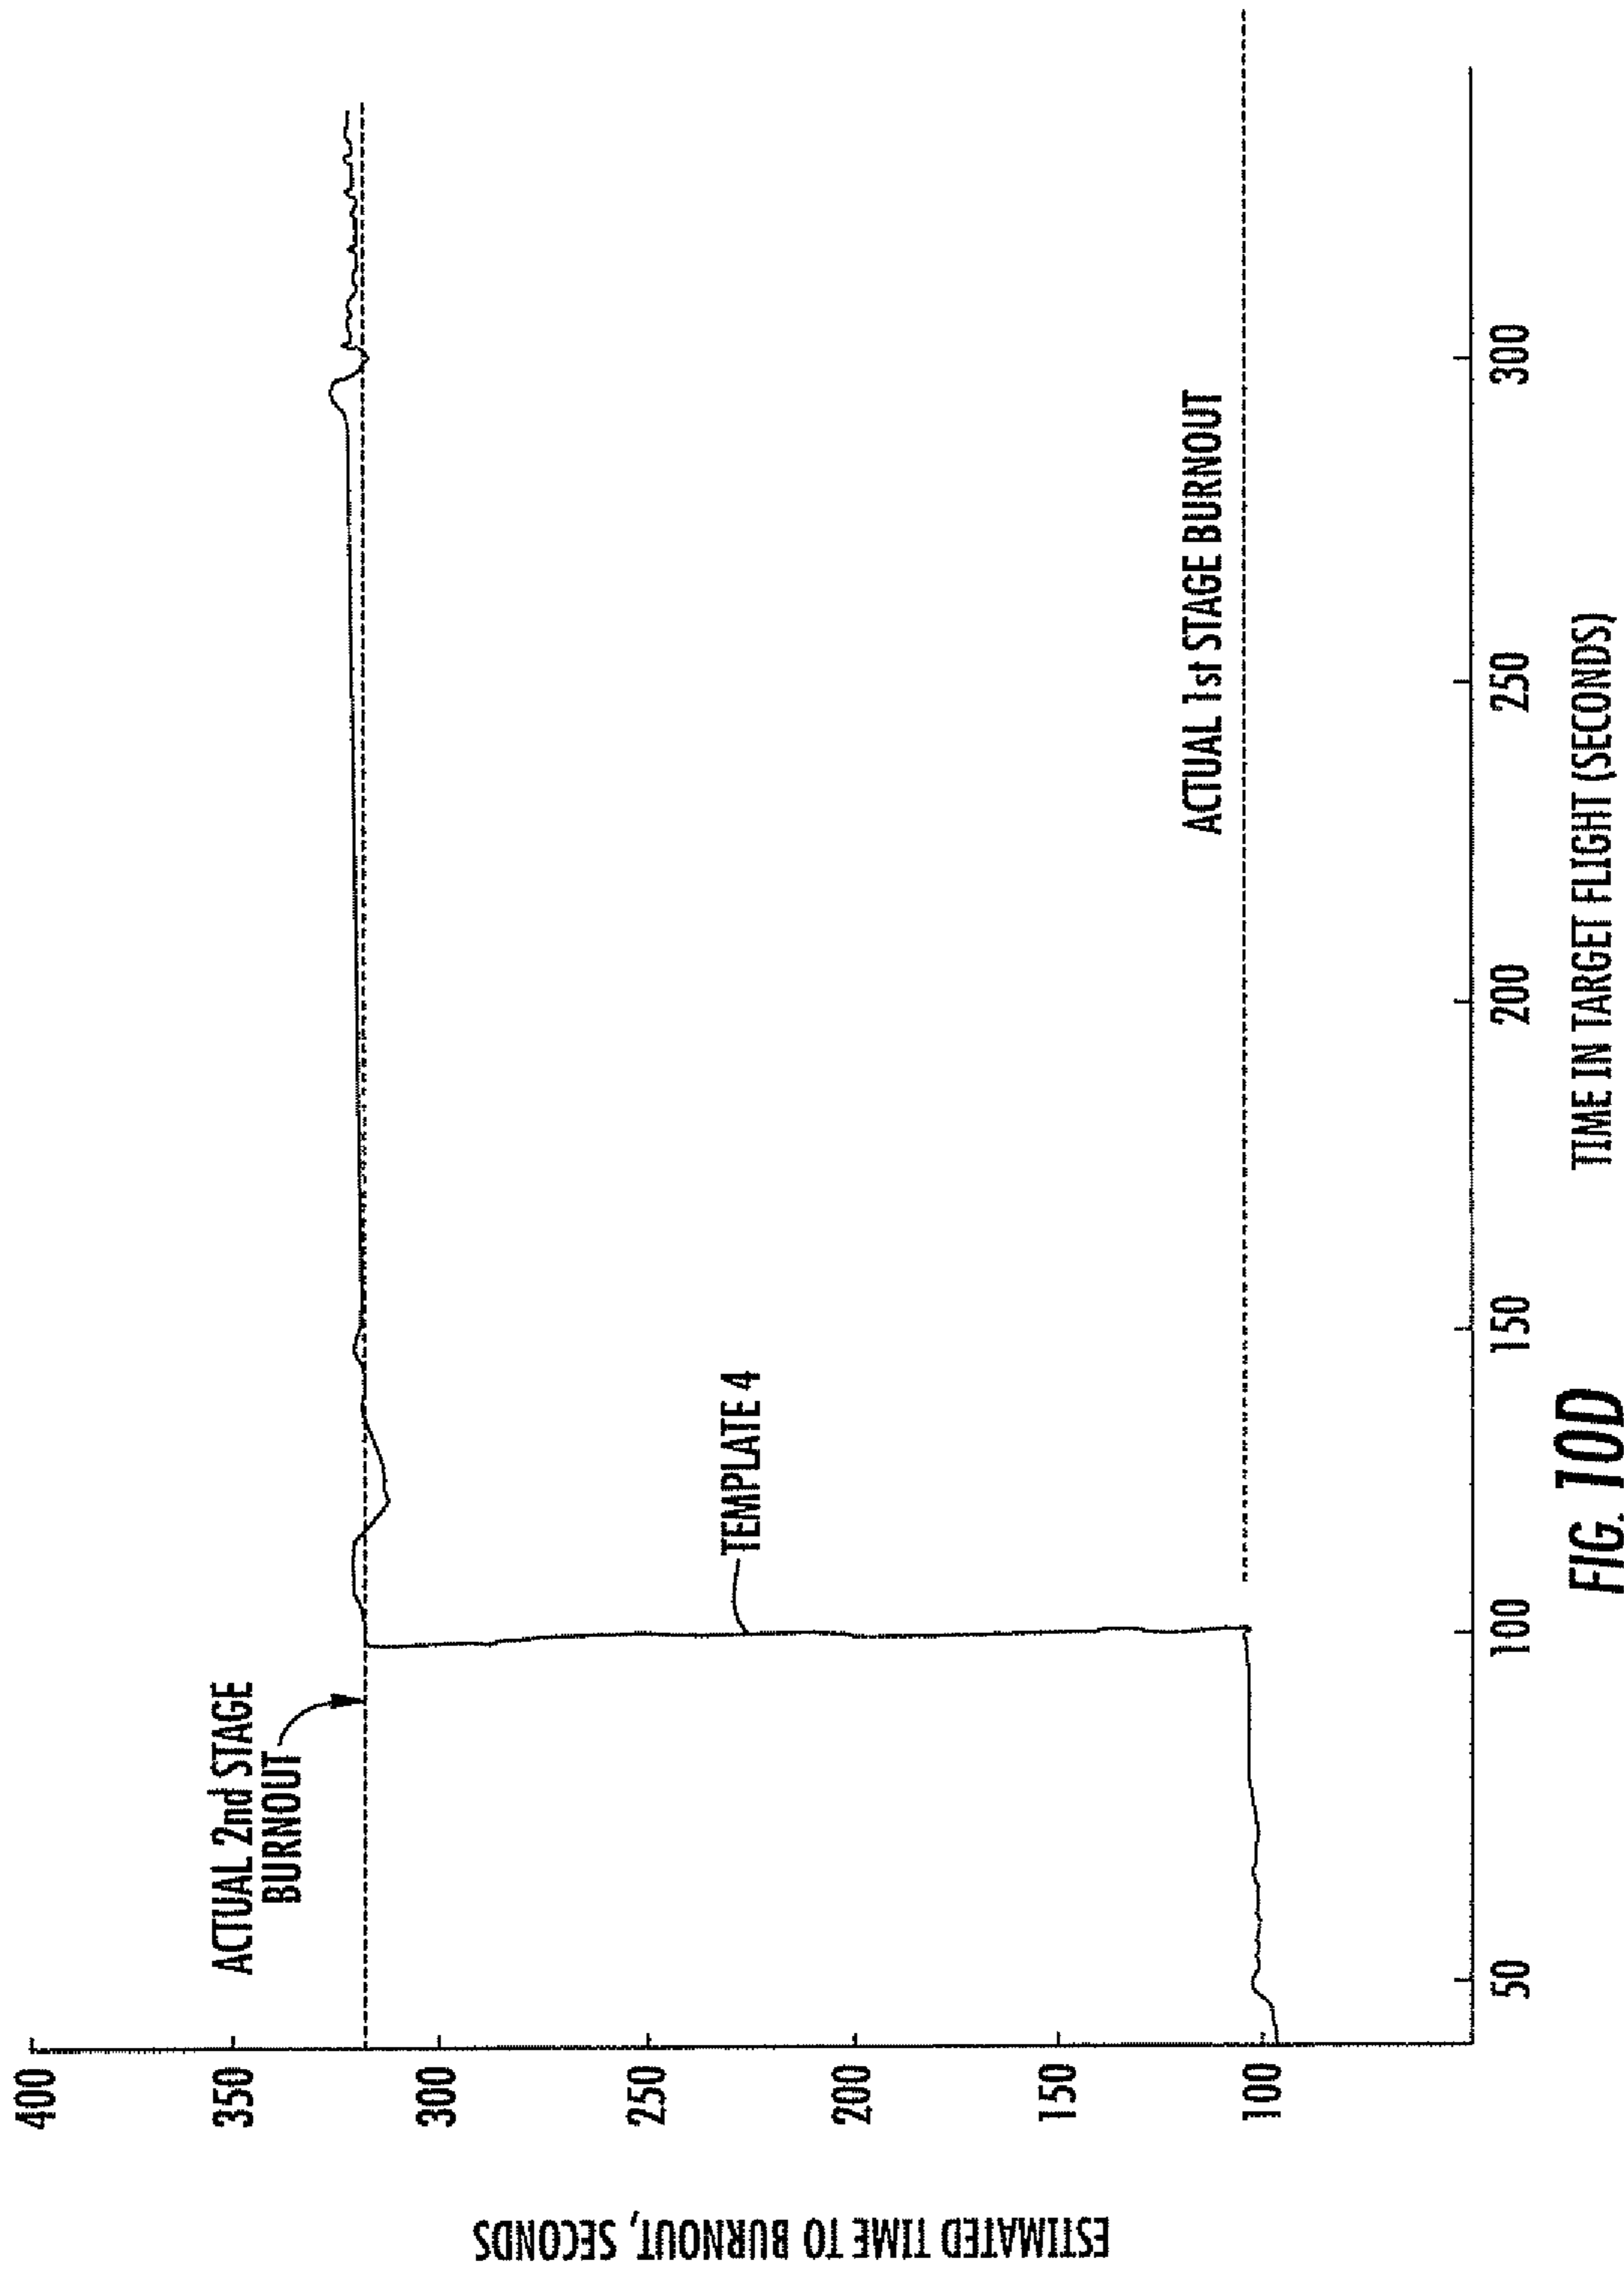 400
350
300
250
200
150
100
ESTIMATED TIME TO BURNOUT, SECONDS
ACTUAL 2nd STAGE
BURNOUT
TEMPLATE 4
ACTUAL 1st STAGE BURNOUT
50
100
150
200
250
300
TIME IN TARGET FLIGHT (SECONDS)
FIG. 10D